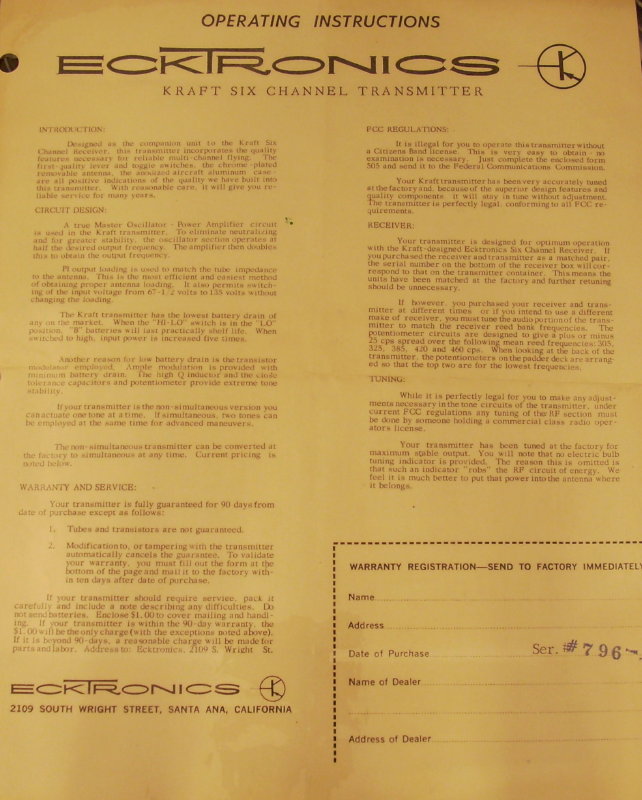 OPERATING INSTRUCTIONS
ECKTRONICS
KRAFT SIX CHANNEL TRANSMITTER
INTRODUCTION:
Designed as the companion unit to the Kraft Six
Channel Receiver, this transmitter incorporates the quality
features necessary for reliable multi-channel flying. The
first-quality lever and toggle switches, the chrome-plated
removable antenna, the anodized aircraft aluminum case -
are all positive indications of the quality we have built into
this transmitter. With reasonable care, it will give you re-
liable service for many years.
CIRCUIT DESIGN:
A true Master Oscillator - Power Amplifier circuit
is used in the Kraft transmitter. To eliminate neutralizing
and for greater stability, the oscillator section operates at
half the desired output frequency. The amplifier then doubles
this to obtain the output frequency.
PI output loading is used to match the tube impedance
to the antenna. This is the most efficient and easiest method
of obtaining proper antenna loading. It also permits switch-
ing of the input voltage from 67-1/2 volts to 135 volts without
changing the loading.
The Kraft transmitter has the lowest battery drain of
any on the market. When the "HI-LO" switch is in the "LO"
position, "B" batteries will last practically shelf life. When
switched to high, input power is increased five times.
Another reason for low battery drain is the transistor
modulator employed. Ample modulation is provided with
minimum battery drain. The high Q inductor and the close
tolerance capacitors and potentiometer provide extreme tone
stability.
If your transmitter is the non-simultaneous version you
can actuate one tone at a time. If simultaneous, two tones can
be employed at the same time for advanced maneuvers.
The non-simultaneous transmitter can be converted at
the factory to simultaneous at any time. Current pricing is
noted below.
WARRANTY AND SERVICE:
Your transmitter is fully guaranteed for 90 days from
date of purchase except as follows:
1. Tubes and transistors are not guaranteed.
2. Modification to, or tampering with the transmitter
automatically cancels the guarantee. To validate
your warranty, you must fill out the form at the
bottom of the page and mail it to the factory with-
in ten days after date of purchase.
If your transmitter should require service, pack it
carefully and include a note describing any difficulties. Do
not send batteries. Enclose $1.00 to cover mailing and handl-
ing. If your transmitter is within the 90-day warranty, the
$1.00 will be the only charge (with the exceptions noted above).
If it is beyond 90-days, a reasonable charge will be made for
parts and labor. Address to: Ecktronics, 2109 S. Wright St.
ECKTRONICS
2109 SOUTH WRIGHT STREET, SANTA ANA, CALIFORNIA
FCC REGULATIONS:
It is illegal for you to operate this transmitter without
a Citizens Band license. This is very easy to obtain - no
examination is necessary. Just complete the enclosed form
505 and send it to the Federal Communications Commission.
Your Kraft transmitter has been very accurately tuned
at the factory and, because of the superior design features and
quality components it will stay in tune without adjustment.
The transmitter is perfectly legal, conforming to all FCC re-
quirements.
RECEIVER:
Your transmitter is designed for optimum operation
with the Kraft-designed Ecktronics Six Channel Receiver. If
you purchased the receiver and transmitter as a matched pair,
the serial number on the bottom of the receiver box will cor-
respond to that on the transmitter container. This means the
units have been matched at the factory and further retuning
should be unnecessary.
If however, you purchased your receiver and trans-
mitter at different times or if you intend to use a different
make of receiver, you must tune the audio portion of the trans-
mitter to match the receiver reed bank frequencies. The
potentiometer circuits are designed to give a plus or minus
25 cps spread over the following mean reed frequencies: 305,
325, 385, 420 and 460 cps. When looking at the back of the
transmitter, the potentiometers on the padder deck are arrang-
ed so that the top two are for the lowest frequencies.
TUNING:
While it is perfectly legal for you to make any adjust-
ments necessary in the tone circuits of the transmitter, under
current FCC regulations any tuning of the RF section must
be done by someone holding a commercial class radio oper-
ators license.
Your transmitter has been tuned at the factory for
maximum stable output. You will note that no electric bulb
tuning indicator is provided. The reason this is omitted is
that such an indicator "robs" the RF circuit of energy. We
feel it is much better to put that power into the antenna where
it belongs.
WARRANTY REGISTRATION—SEND TO FACTORY IMMEDIATELY
Name
Address
Date of Purchase Ser. #796-
Name of Dealer
Address of Dealer